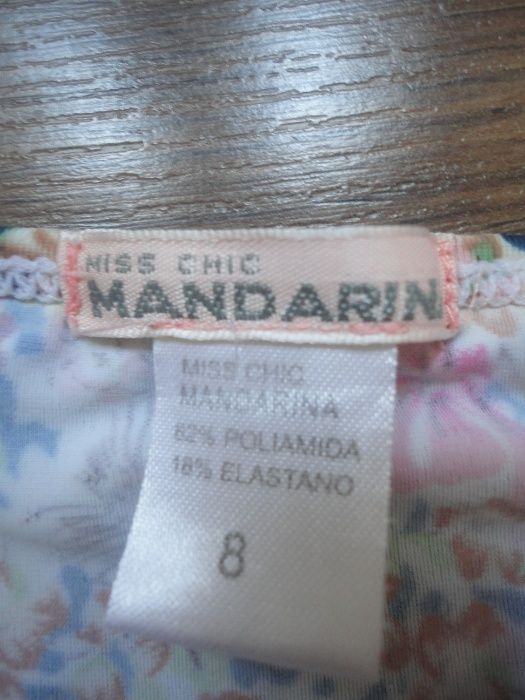 MISS CHIC
MANDARIN
MISS CHIC
MANDARINA
82% POLIAMIDA
18% ELASTANO
8